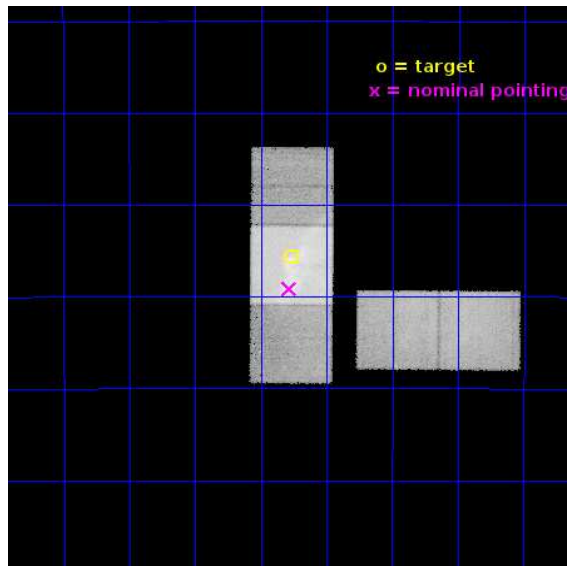 o = target
x = nominal pointing